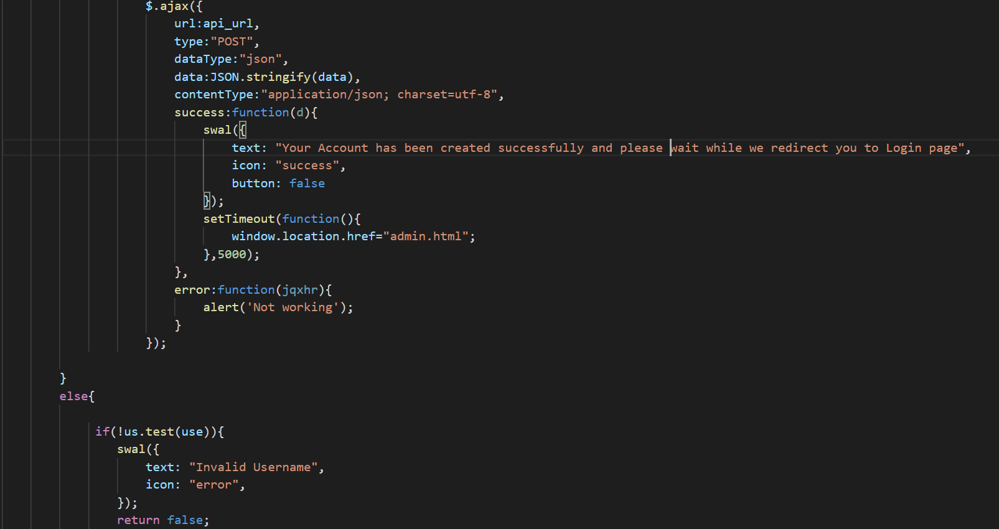 $.ajax({
url:api_url,
type:"POST",
dataType:"json",
data:JSON.stringify(data),
contentType:"application/json; charset=utf-8",
success:function(d){
swal({
text: "Your Account has been created successfully and please wait while we redirect you to Login page",
icon: "success",
button: false
});
setTimeout(function(){
window.location.href="admin.html";
},5000);
},
error:function(jqxhr){
alert('Not working');
}
});
}
else{
if(!us.test(use)){
swal({
text: "Invalid Username",
icon: "error",
});
return false;